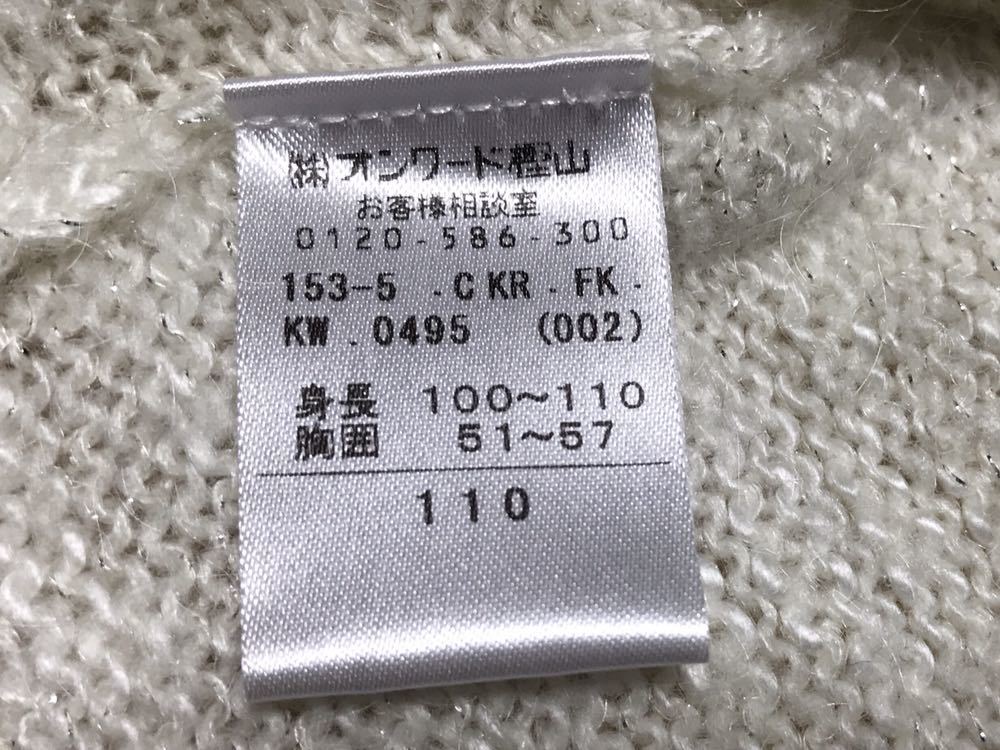 (株)オンワード樫山
お客様相談室
0120-586-300
153-5 .CKR. FK.
KW .0495 (002)
身長 100~110
胸囲 51~57
110